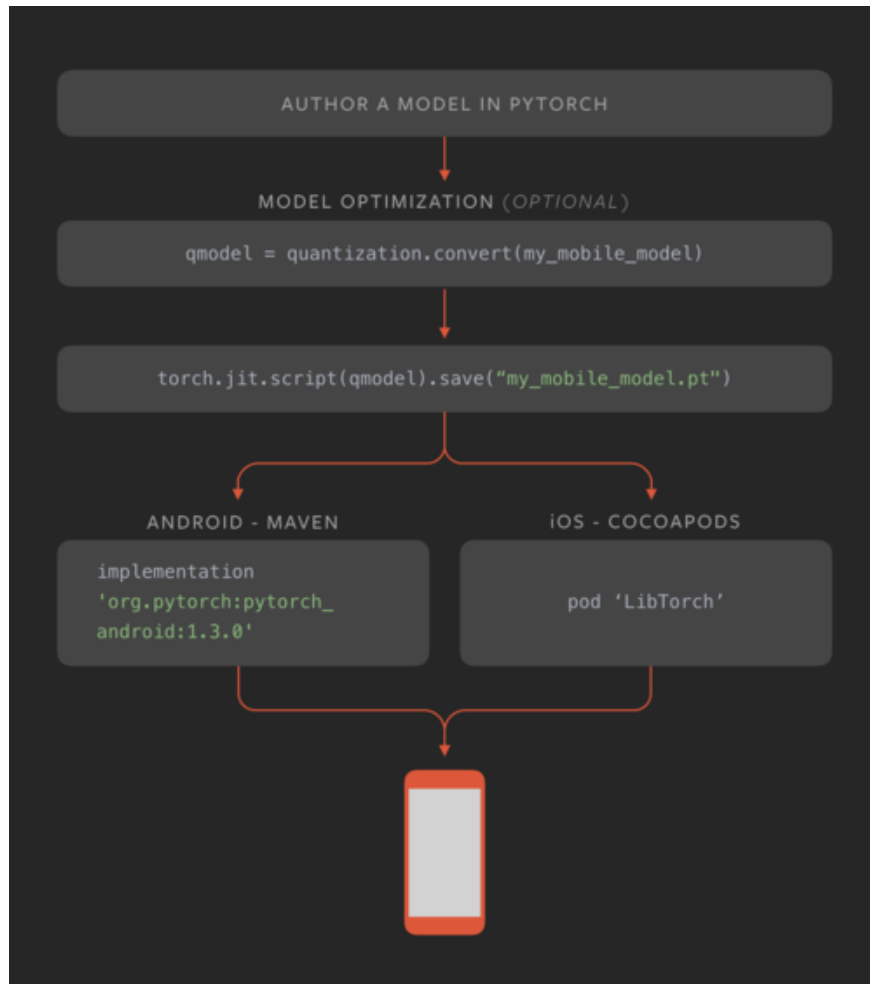 AUTHOR A MODEL IN PYTORCH
MODEL OPTIMIZATION (OPTIONAL)
qmodel = quantization.convert(my_mobile_model)
torch.jit.script(qmodel).save(“my_mobile_model.pt")
ANDROID - MAVEN
implementation
'org.pytorch:pytorch_
android:1.3.0'
iOS - COCOAPODS
pod ‘LibTorch’